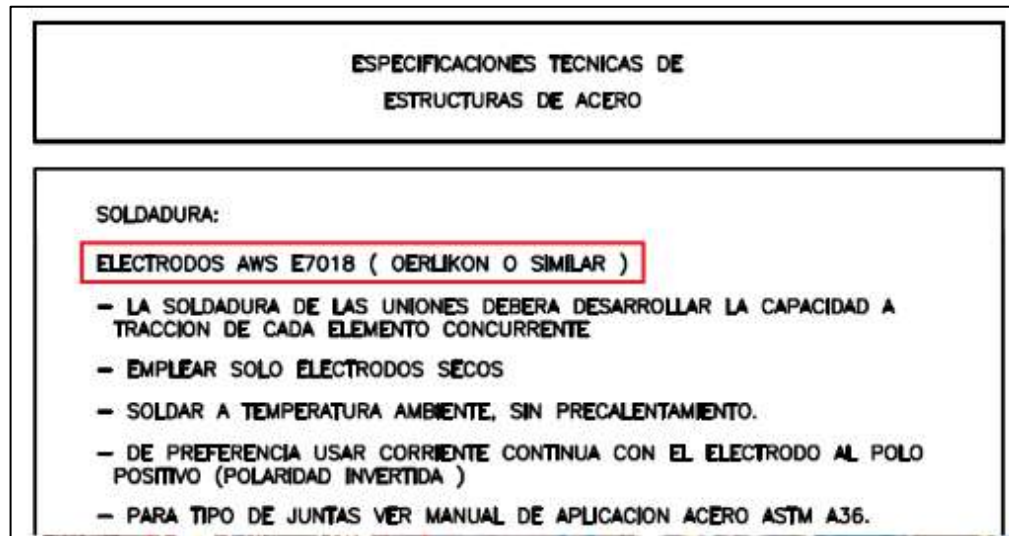 ESPECIFICACIONES TECNICAS DE
ESTRUCTURAS DE ACERO
SOLDADURA:
ELECTRODOS AWS E7018 ( OERLIKON O SIMILAR )
– LA SOLDADURA DE LAS UNIONES DEBERA DESARROLLAR LA CAPACIDAD A
TRACCION DE CADA ELEMENTO CONCURRENTE
– EMPLEAR SOLO ELECTRODOS SECOS
– SOLDAR A TEMPERATURA AMBIENTE, SIN PRECALENTAMIENTO.
– DE PREFERENCIA USAR CORRIENTE CONTINUA CON EL ELECTRODO AL POLO
POSITIVO (POLARIDAD INVERTIDA )
– PARA TIPO DE JUNTAS VER MANUAL DE APLICACION ACERO ASTM A36.